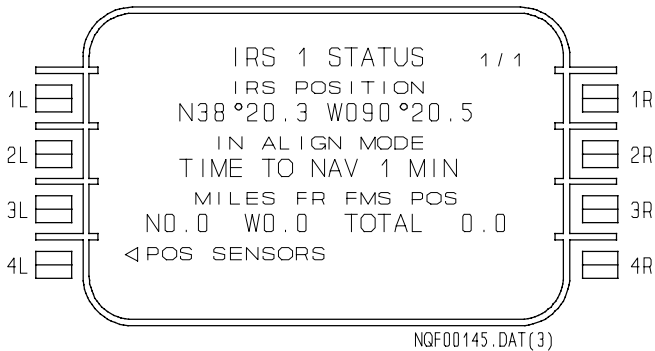 IRS 1 STATUS 1/1
IRS POSITION
1L 1R
N38°20.3 W090°20.5
IN ALIGN MODE
2L 2R
TIME TO NAV 1 MIN
MILES FR FMS POS
3L 3R
N0.0 W0.0 TOTAL 0.0
◁POS SENSORS
4L 4R
NQF00145.DAT(3)